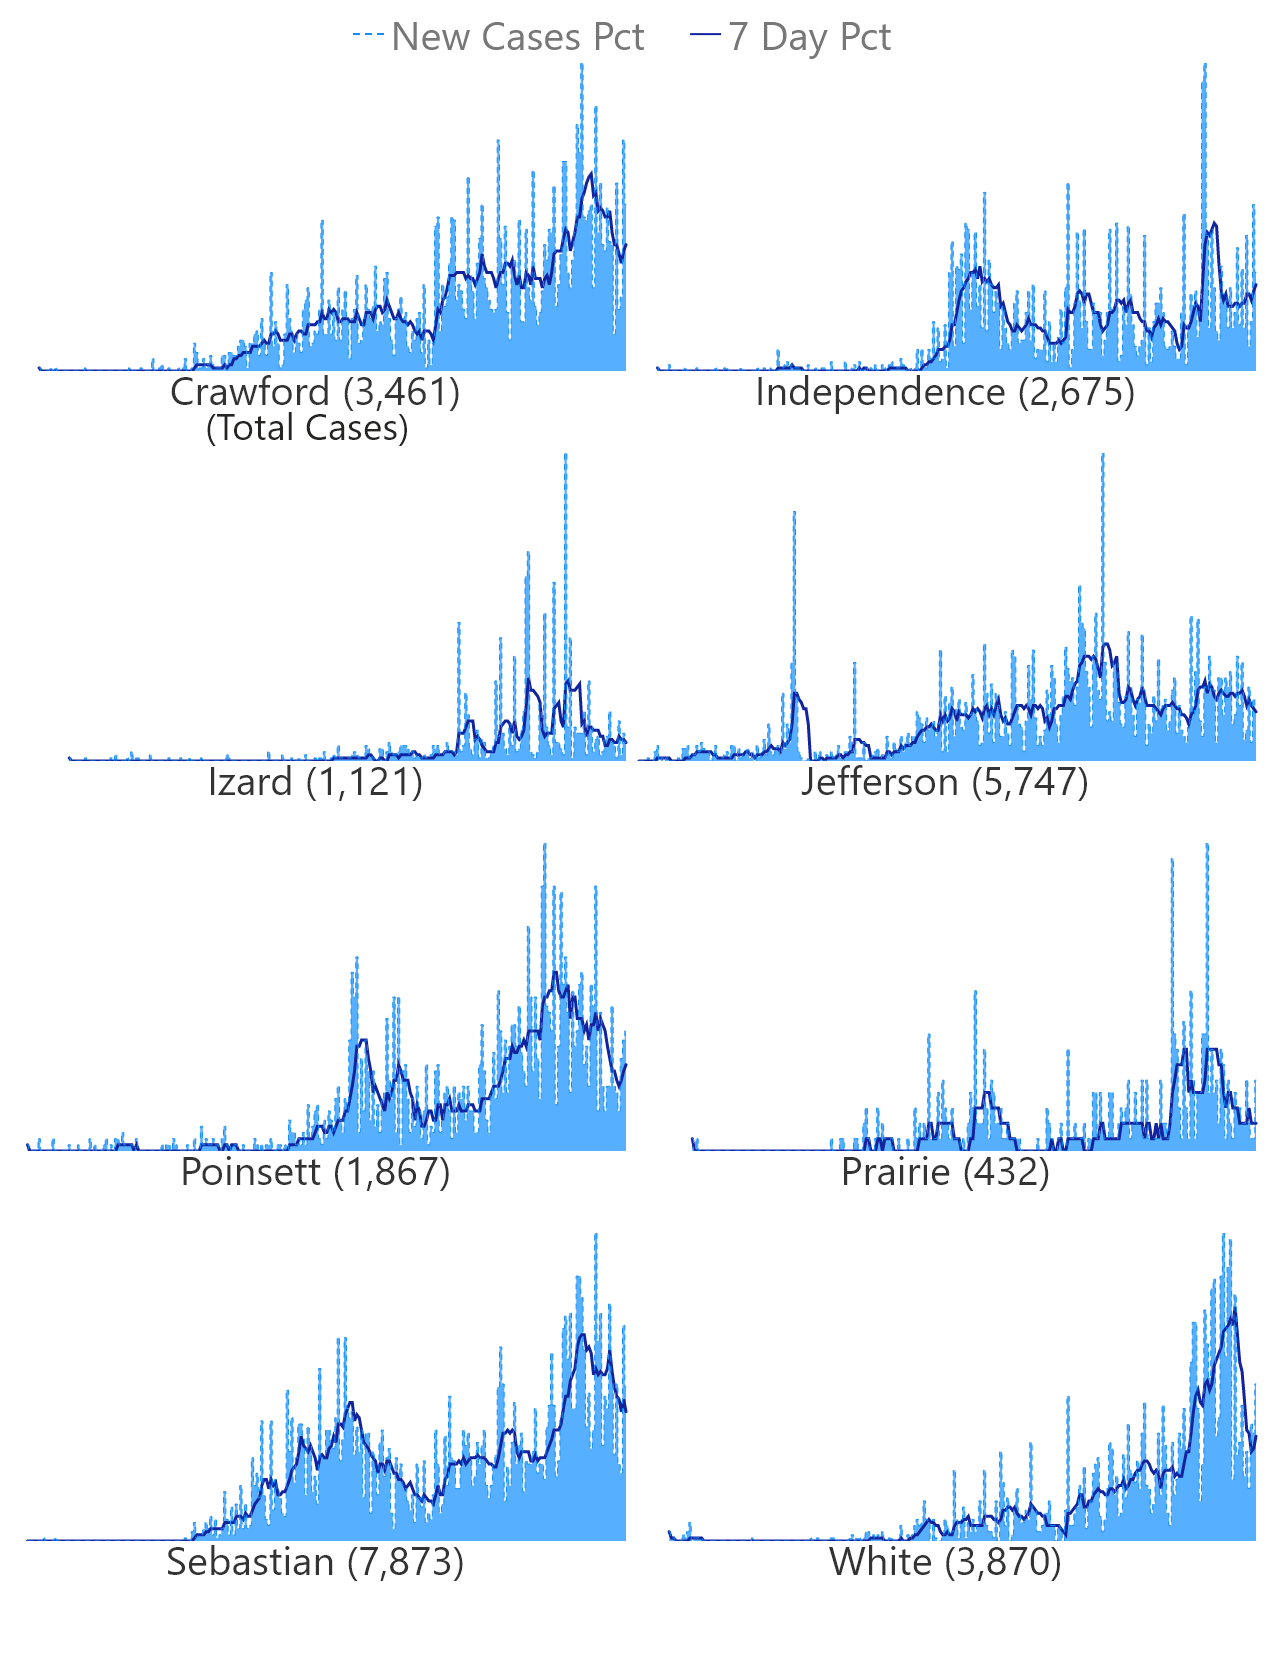 New Cases Pct 7 Day Pct
Crawford (3,461)
(Total Cases)
Independence (2,675)
Izard (1,121)
Jefferson (5,747)
Poinsett (1,867)
Prairie (432)
Sebastian (7,873)
White (3,870)